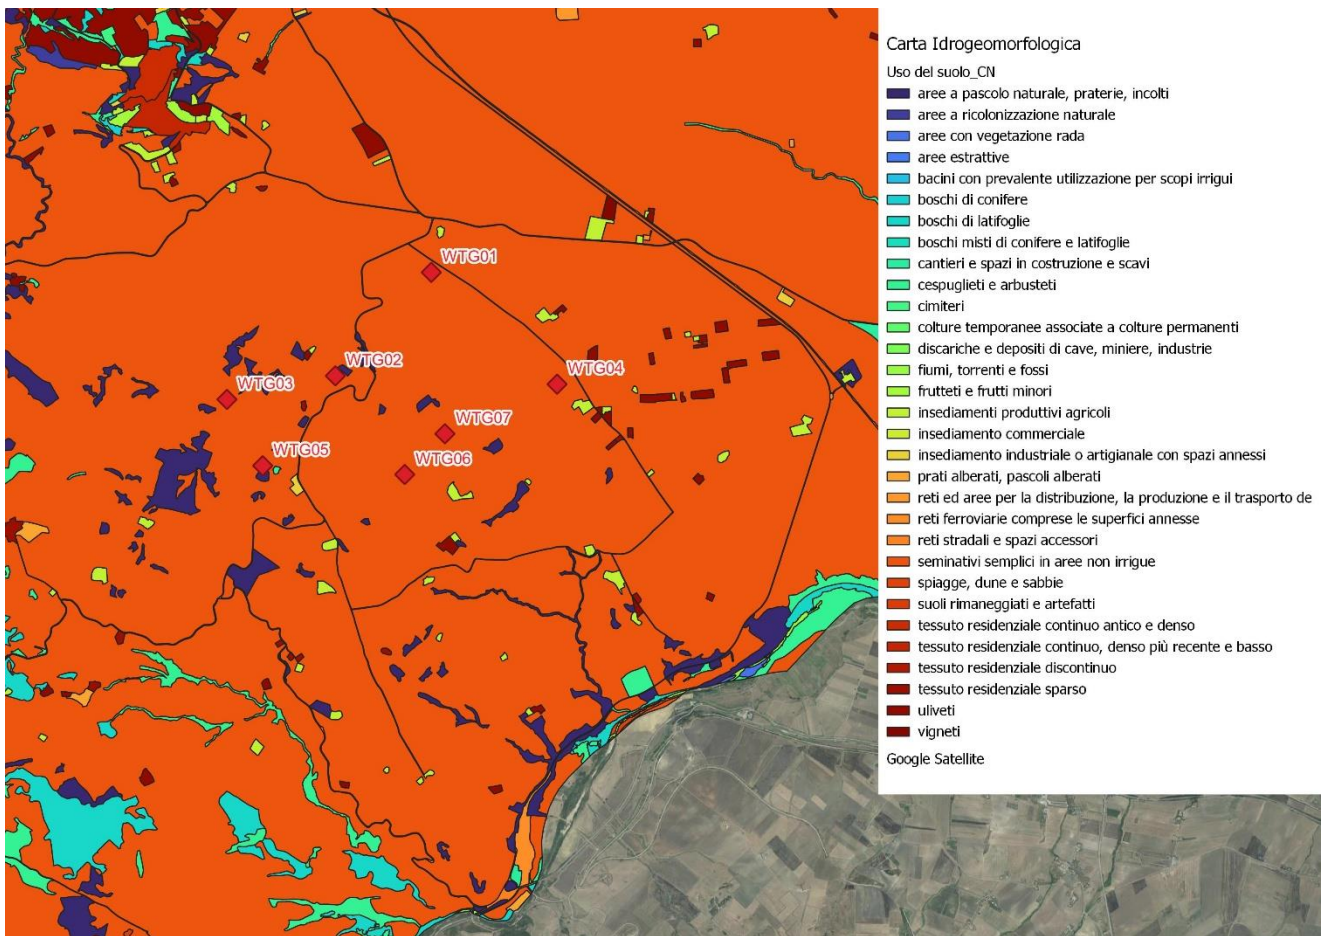 Carta Idrogeomorfologica
Uso del suolo_CN
aree a pascolo naturale, praterie, incolti
aree a ricolonizzazione naturale
aree con vegetazione rada
aree estrattive
bacini con prevalente utilizzazione per scopi irrigui
boschi di conifere
boschi di latifoglie
boschi misti di conifere e latifoglie
cantieri e spazi in costruzione e scavi
cespuglieti e arbusteti
cimiteri
colture temporanee associate a colture permanenti
discariche e depositi di cave, miniere, industrie
fiumi, torrenti e fossi
frutteti e frutti minori
insediamenti produttivi agricoli
insediamento commerciale
insediamento industriale o artigianale con spazi annessi
prati alberati, pascoli alberati
reti ed aree per la distribuzione, la produzione e il trasporto de
reti ferroviarie comprese le superfici annesse
reti stradali e spazi accessori
seminativi semplici in aree non irrigue
spiagge, dune e sabbie
suoli rimaneggiati e artefatti
tessuto residenziale continuo antico e denso
tessuto residenziale continuo, denso più recente e basso
tessuto residenziale discontinuo
tessuto residenziale sparso
uliveti
vigneti
Google Satellite
WTG01
WTG02
WTG03
WTG04
WTG07
WTG05
WTG06